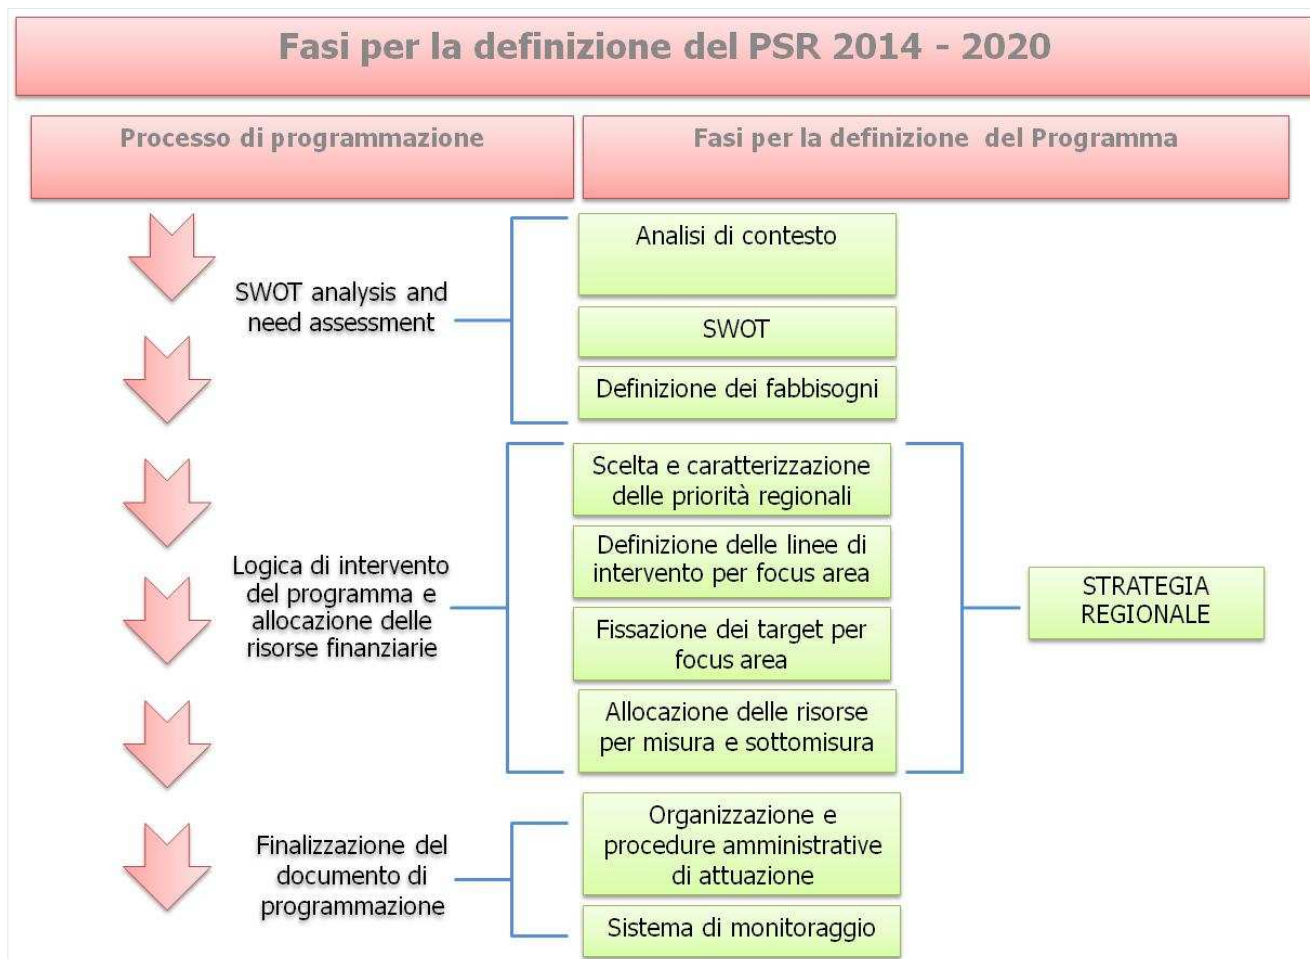 Fasi per la definizione del PSR 2014 - 2020
Processo di programmazione
Fasi per la definizione del Programma
SWOT analysis and
need assessment
Analisi di contesto
SWOT
Definizione dei fabbisogni
Logica di intervento
del programma e
allocazione delle
risorse finanziarie
Scelta e caratterizzazione
delle priorità regionali
Definizione delle linee di
intervento per focus area
Fissazione dei target per
focus area
Allocazione delle risorse
per misura e sottomisura
STRATEGIA
REGIONALE
Finalizzazione del
documento di
programmazione
Organizzazione e
procedure amministrative
di attuazione
Sistema di monitoraggio